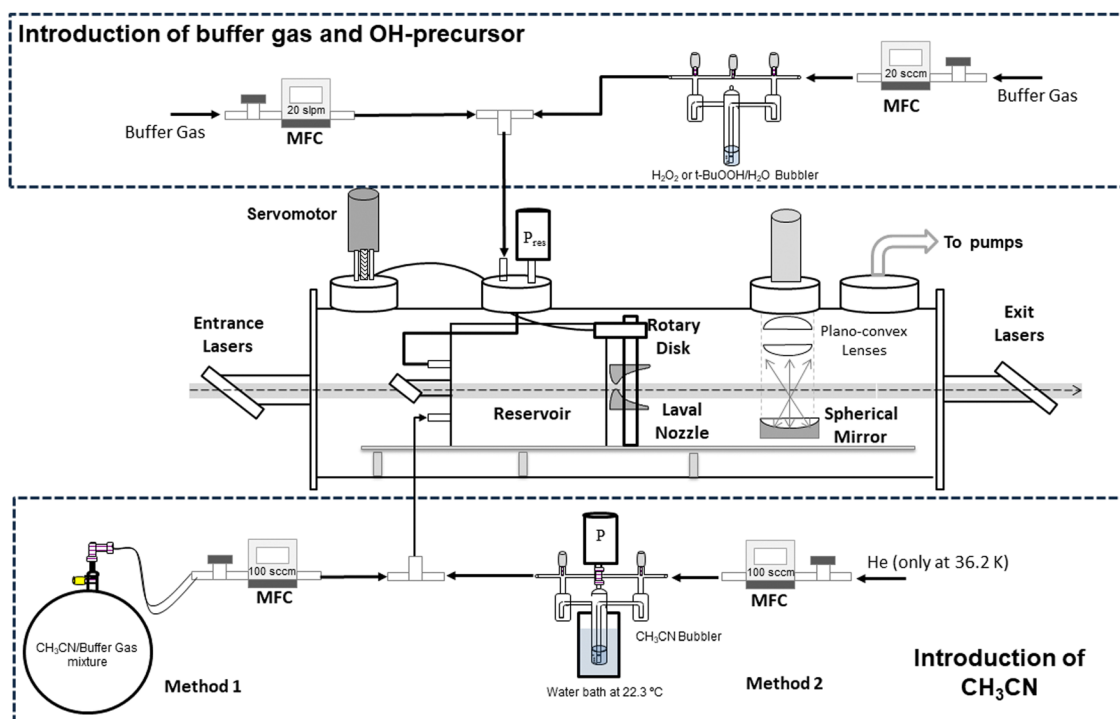 Introduction of buffer gas and OH-precursor
20 slpm
MFC
Buffer Gas
20 sccm
MFC
Buffer Gas
H₂O₂ or t-BuOOH/H₂O Bubbler
Servomotor
Pres
To pumps
Entrance
Lasers
Rotary
Disk
Plano-convex
Lenses
Exit
Lasers
Reservoir
Laval
Nozzle
Spherical
Mirror
CH₃CN/Buffer Gas
mixture
Method 1
100 sccm
MFC
P
CH₃CN Bubbler
Water bath at 22.3 ºC
100 sccm
MFC
He (only at 36.2 K)
Method 2
Introduction of
CH₃CN